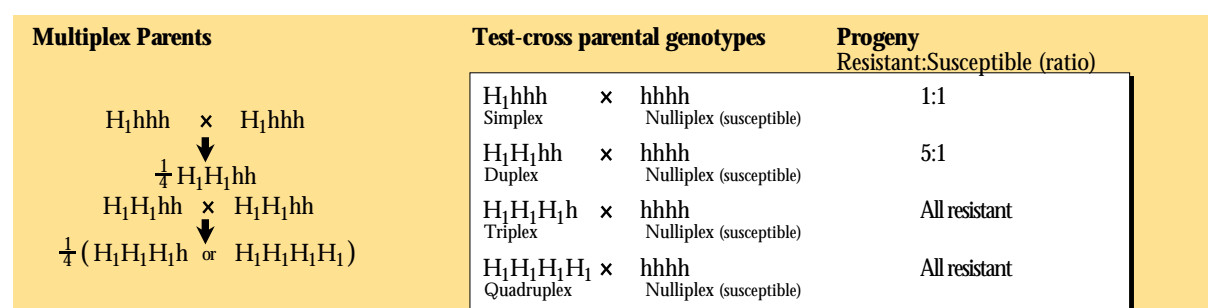 Multiplex Parents
H₁hhh × H₁hhh
¼ H₁H₁hh
H₁H₁hh × H₁H₁hh
¼ ( H₁H₁H₁h or H₁H₁H₁H₁ )
Test-cross parental genotypes Progeny
Resistant:Susceptible (ratio)
H₁hhh × hhhh 1:1
Simplex Nulliplex (susceptible)
H₁H₁hh × hhhh 5:1
Duplex Nulliplex (susceptible)
H₁H₁H₁h × hhhh All resistant
Triplex Nulliplex (susceptible)
H₁H₁H₁H₁ × hhhh All resistant
Quadruplex Nulliplex (susceptible)